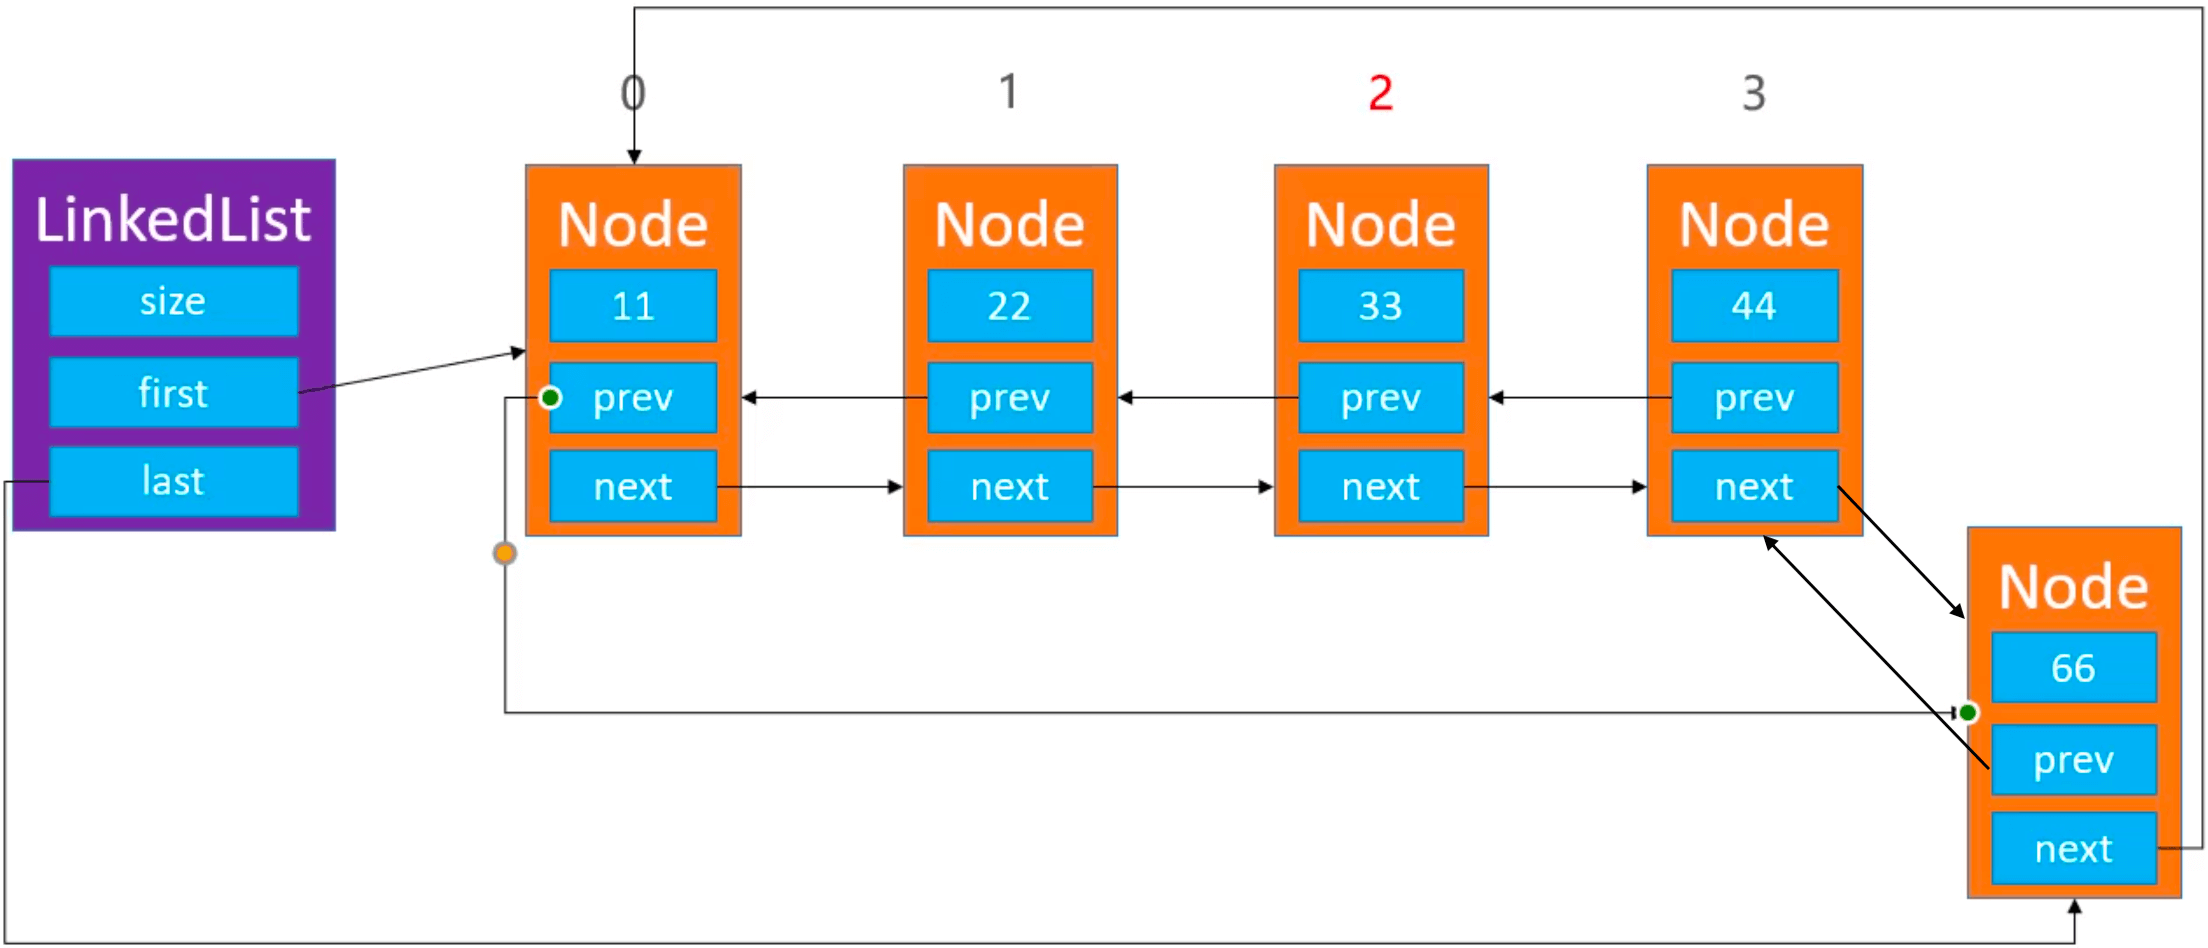 0
1
2
3
LinkedList
size
first
last
Node
11
prev
next
Node
22
prev
next
Node
33
prev
next
Node
44
prev
next
Node
66
prev
next